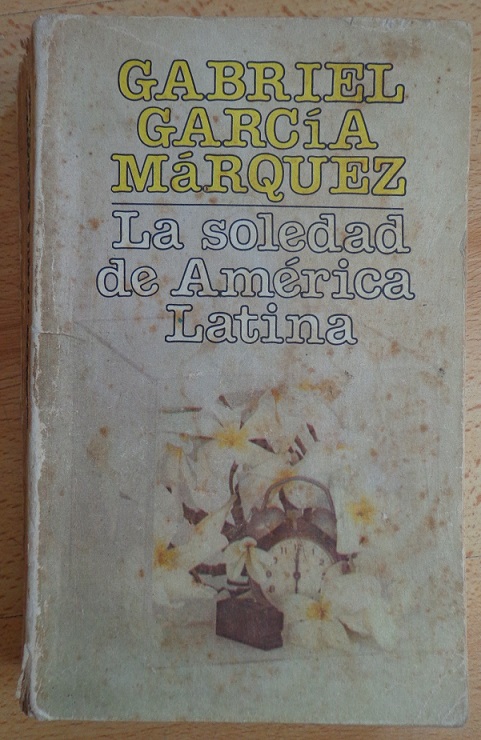 GABRIEL
GARCíA
MáRQUEZ
La soledad
de América
Latina